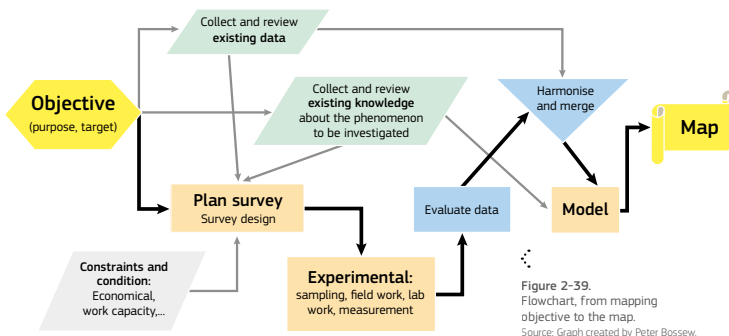 Collect and review
existing data
Objective
(purpose, target)
Collect and review
existing knowledge
about the phenomenon
to be investigated
Harmonise
and merge
Map
Plan survey
Survey design
Evaluate data
Model
Constraints and
condition:
Economical,
work capacity,...
Experimental:
sampling, field work, lab
work, measurement
Figure 2-39.
Flowchart, from mapping
objective to the map.
Source: Graph created by Peter Bossew.